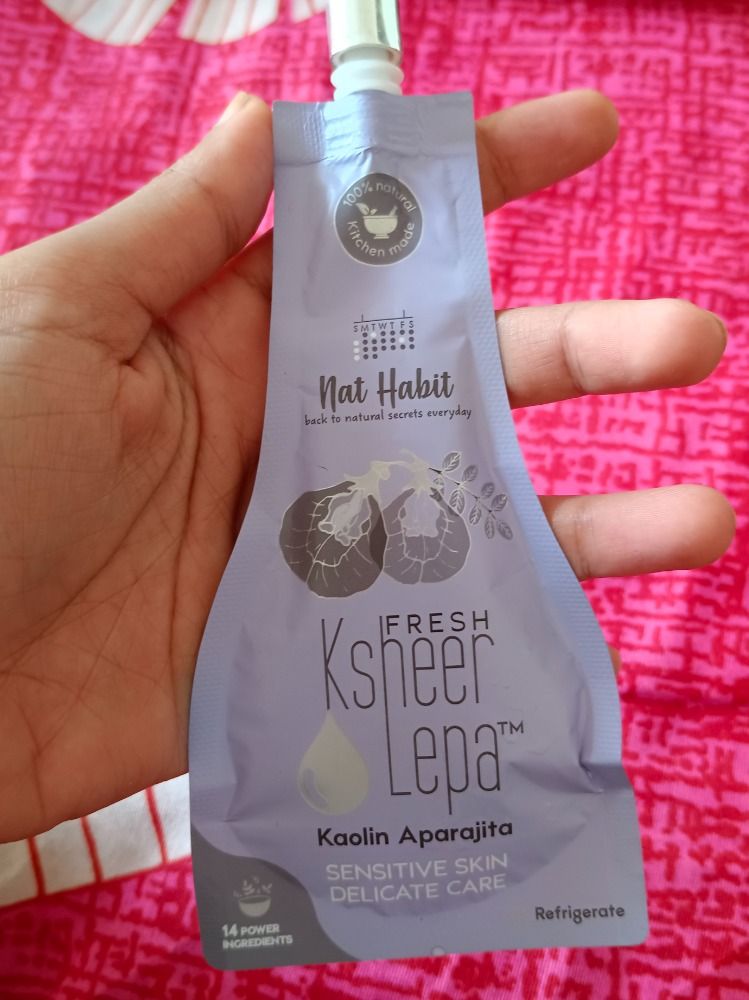 100% natural
Kitchen made
S M T W T F S
Nat Habit
back to natural secrets everyday
FRESH
Ksheer
Lepa™
Kaolin Aparajita
SENSITIVE SKIN
DELICATE CARE
Refrigerate
14 POWER
INGREDIENTS